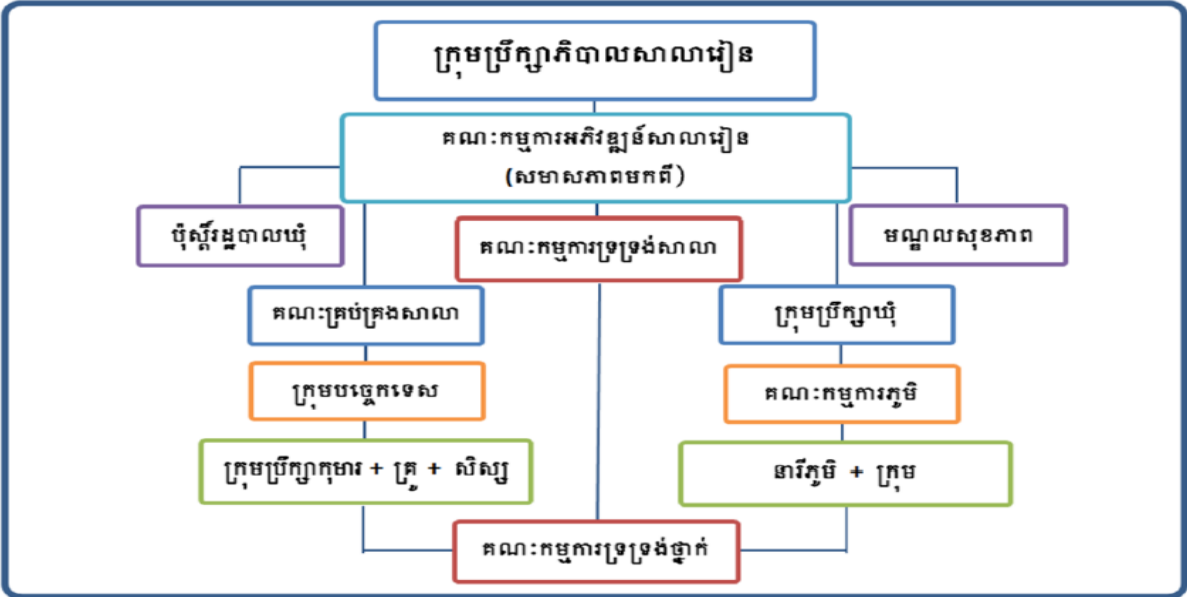 ក្រុមប្រឹក្សាភិបាលសាលារៀន
គណៈកម្មការអភិវឌ្ឍន៍សាលារៀន
(សមាសភាពមកពី)
ប៉ុស្តិ៍រដ្ឋបាលឃុំ
គណៈកម្មការទ្រទ្រង់សាលា
មណ្ឌលសុខភាព
គណៈគ្រប់គ្រងសាលា
ក្រុមប្រឹក្សាឃុំ
ក្រុមបច្ចេកទេស
គណៈកម្មការភូមិ
ក្រុមប្រឹក្សាកុមារ + គ្រូ + សិស្ស
នារីភូមិ + ក្រុម
គណៈកម្មការទ្រទ្រង់ថ្នាក់